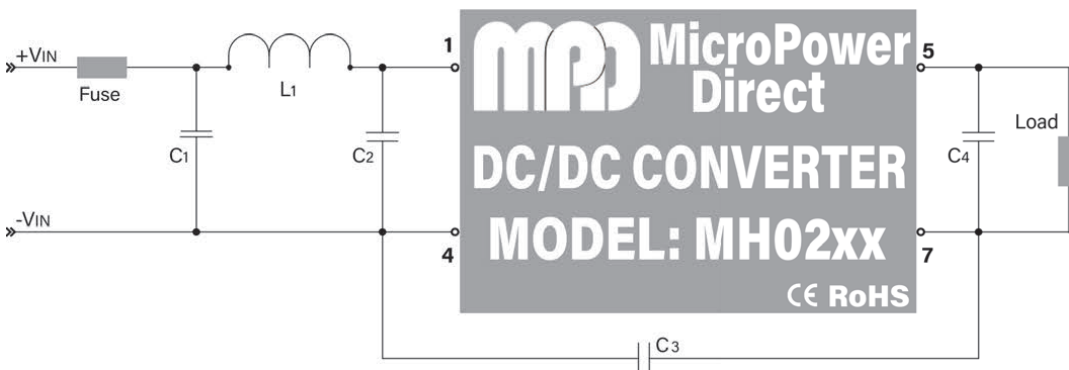 +VIN
Fuse
L1
C1
C2
-VIN
1
4
MPD
MicroPower
Direct
DC/DC CONVERTER
MODEL: MH02xx
CE RoHS
5
7
C4
Load
C3